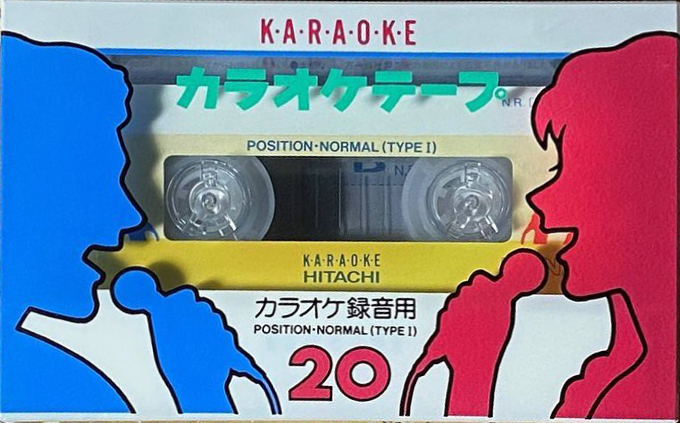 K·A·R·A·O·K·E
カラオケテープ
N.R.
POSITION·NORMAL (TYPE I)
K·A·R·A·O·K·E
HITACHI
カラオケ録音用
POSITION·NORMAL (TYPE I)
20